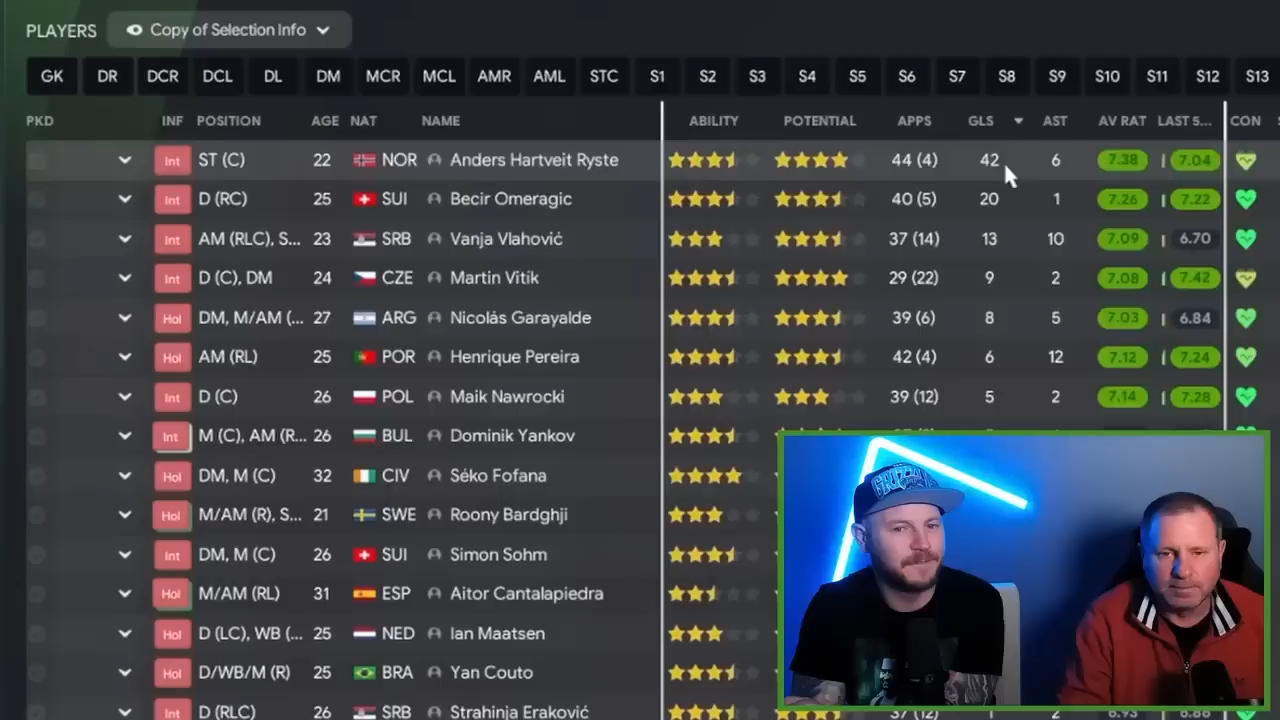 PLAYERS Copy of Selection Info
GK DR DCR DCL DL DM MCR MCL AMR AML STC S1 S2 S3 S4 S5 S6 S7 S8 S9 S10 S11 S12 S13
PKD INF POSITION AGE NAT NAME ABILITY POTENTIAL APPS GLS AST AV RAT LAST 5... CON
Int ST (C) 22 NOR Anders Hartveit Ryste 44 (4) 42 6 7.38 7.04
Int D (RC) 25 SUI Becir Omeragic 40 (5) 20 1 7.26 7.22
Int AM (RLC), S... 23 SRB Vanja Vlahović 37 (14) 13 10 7.09 6.70
Int D (C), DM 24 CZE Martin Vitík 29 (22) 9 2 7.08 7.42
Hol DM, M/AM (... 27 ARG Nicolás Garayalde 39 (6) 8 5 7.03 6.84
Hol AM (RL) 25 POR Henrique Pereira 42 (4) 6 12 7.12 7.24
Int D (C) 26 POL Maik Nawrocki 39 (12) 5 2 7.14 7.28
Int M (C), AM (R... 26 BUL Dominik Yankov
Hol DM, M (C) 32 CIV Séko Fofana
Hol M/AM (R), S... 21 SWE Roony Bardghji
Int DM, M (C) 26 SUI Simon Sohm
Hol M/AM (RL) 31 ESP Aitor Cantalapiedra
Hol D (LC), WB (... 25 NED Ian Maatsen
Hol D/WB/M (R) 25 BRA Yan Couto
Int D (RLC) 26 SRB Strahinja Eraković 37 (12) 1 2 6.93